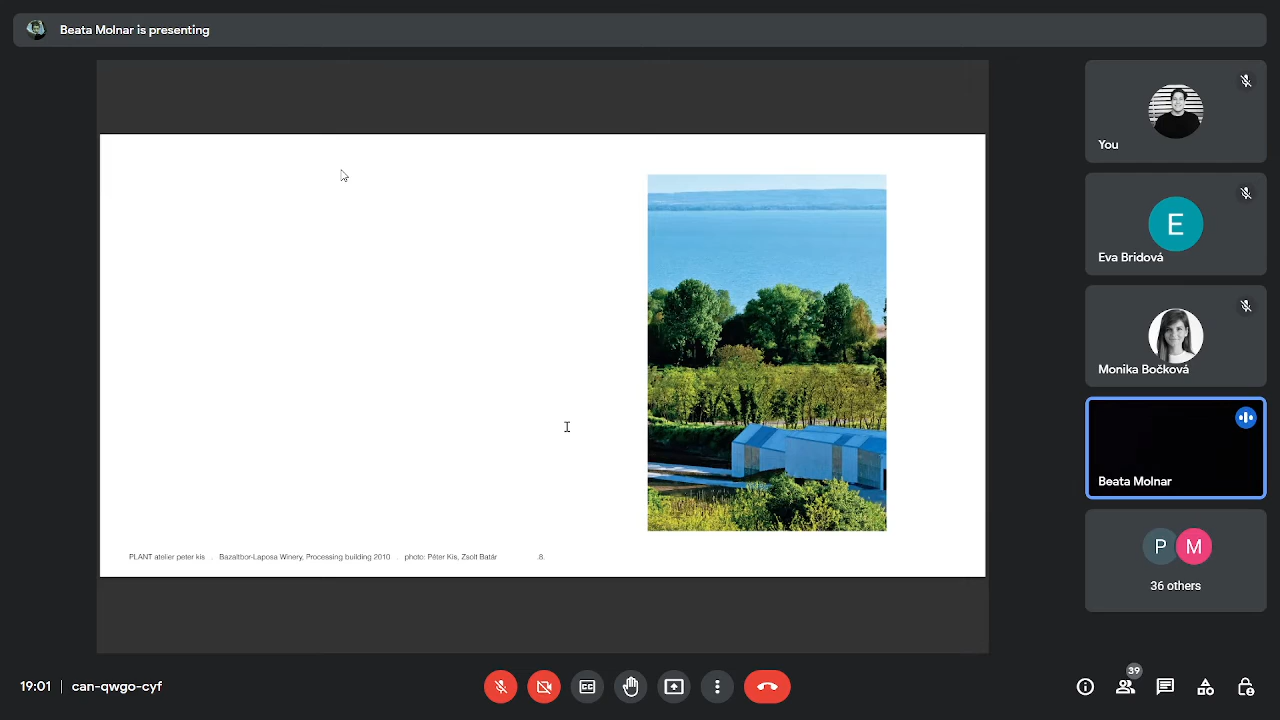 Beata Molnar is presenting
You
Eva Bridová
E
Monika Bočková
Beata Molnar
P M
36 others
PLANT atelier peter kis . Bazaltbor-Laposa Winery, Processing building 2010 . photo: Péter Kis, Zsolt Batár .8.
39
19:01 | can-qwgo-cyf
CC